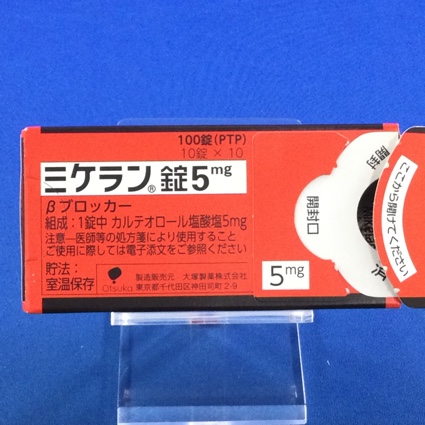 100錠(PTP)
10錠×10
ミケラン®錠5mg
βブロッカー
組成:1錠中 カルテオロール塩酸塩5mg
注意—医師等の処方箋により使用すること
ご使用に際しては電子添文をご参照ください
貯法:
室温保存
Otsuka
製造販売元 大塚製薬株式会社
東京都千代田区神田司町2-9
開封口
5mg
開封
ここから開けてください